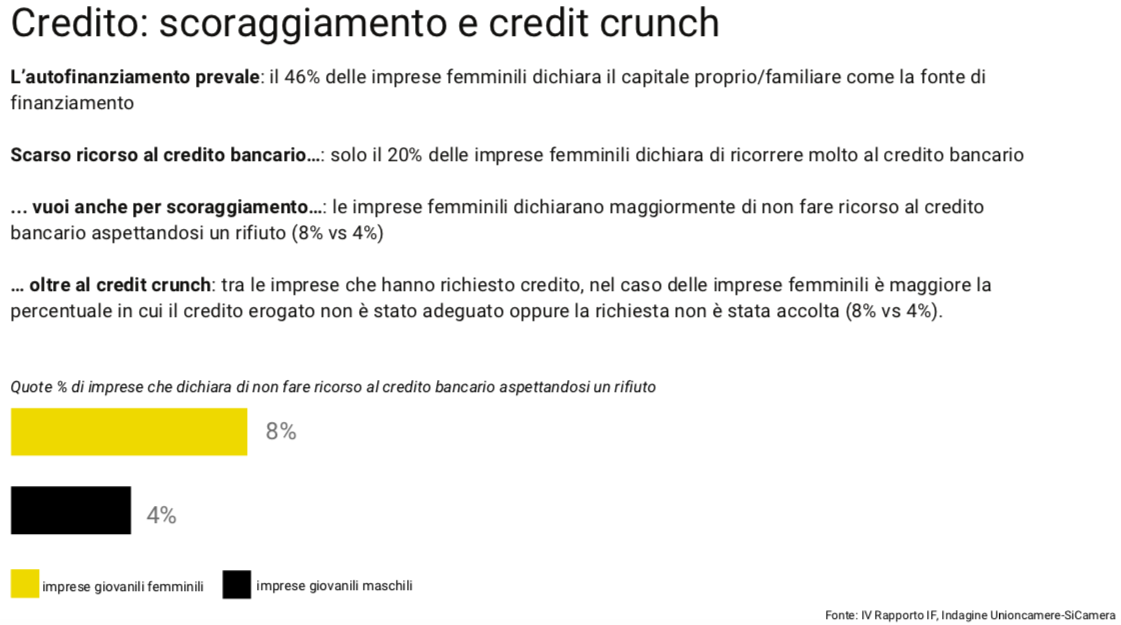 Credito: scoraggiamento e credit crunch
L’autofinanziamento prevale: il 46% delle imprese femminili dichiara il capitale proprio/familiare come la fonte di
finanziamento
Scarso ricorso al credito bancario…: solo il 20% delle imprese femminili dichiara di ricorrere molto al credito bancario
... vuoi anche per scoraggiamento…: le imprese femminili dichiarano maggiormente di non fare ricorso al credito
bancario aspettandosi un rifiuto (8% vs 4%)
… oltre al credit crunch: tra le imprese che hanno richiesto credito, nel caso delle imprese femminili è maggiore la
percentuale in cui il credito erogato non è stato adeguato oppure la richiesta non è stata accolta (8% vs 4%).
Quote % di imprese che dichiara di non fare ricorso al credito bancario aspettandosi un rifiuto
8%
4%
imprese giovanili femminili imprese giovanili maschili
Fonte: IV Rapporto IF, Indagine Unioncamere-SiCamera